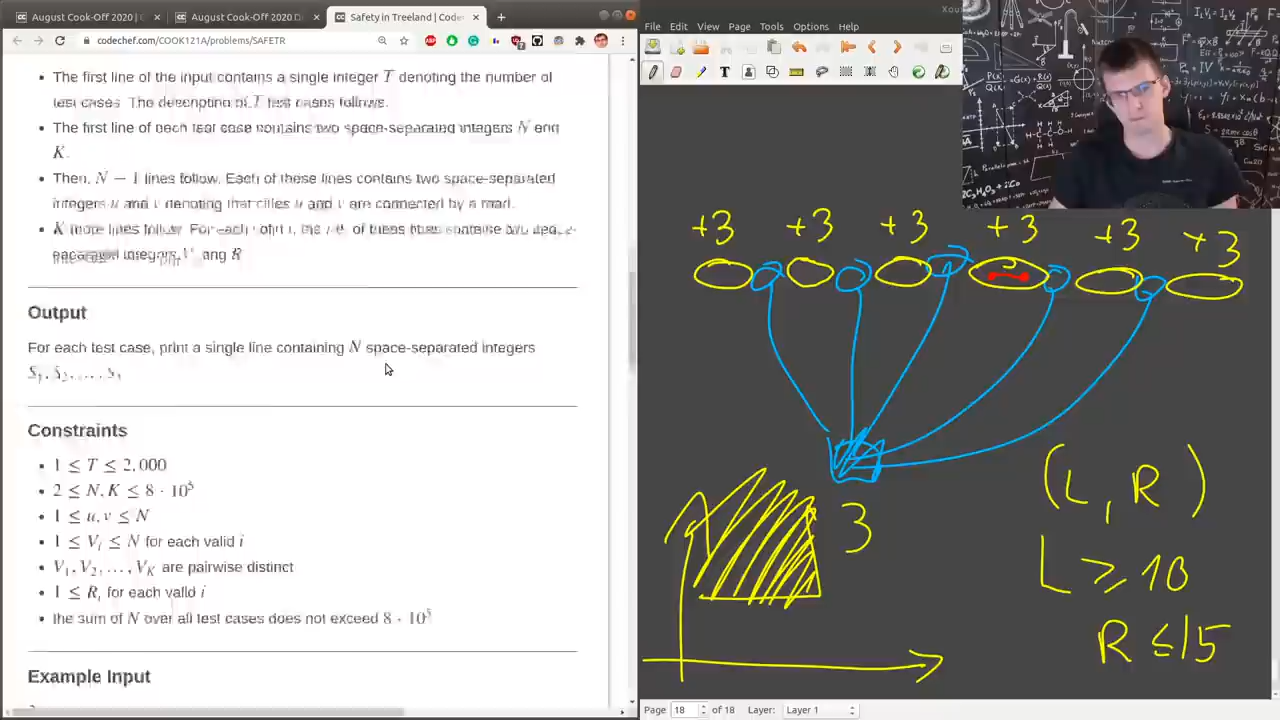 August Cook-Off 2020 |
August Cook-Off 2020 D
Safety in Treeland | Code
codechef.com/COOK121A/problems/SAFETR
The first line of the input contains a single integer T denoting the number of
test cases. The description of T test cases follows.
The first line of each test case contains two space-separated integers N and
K.
Then, N − 1 lines follow. Each of these lines contains two space-separated
integers u and v denoting that cities u and v are connected by a road.
K more lines follow. For each of
and R
Output
For each test case, print a single line containing N space-separated integers
Constraints
1 ≤ T ≤ 2,000
2 ≤ N, K ≤ 8 · 10^5
1 ≤ u, v ≤ N
1 ≤ V_i ≤ N for each valid i
V_1, V_2, …, V_K are pairwise distinct
1 ≤ R_i for each valid i
the sum of N over all test cases does not exceed 8 · 10^5
Example Input
File Edit View Journal Tools Options Help
+3 +3 +3 +3 +3 +3
3
(L, R)
L ≥ 10
R ≤ 15
Page 18 of 18 Layer: Layer 1